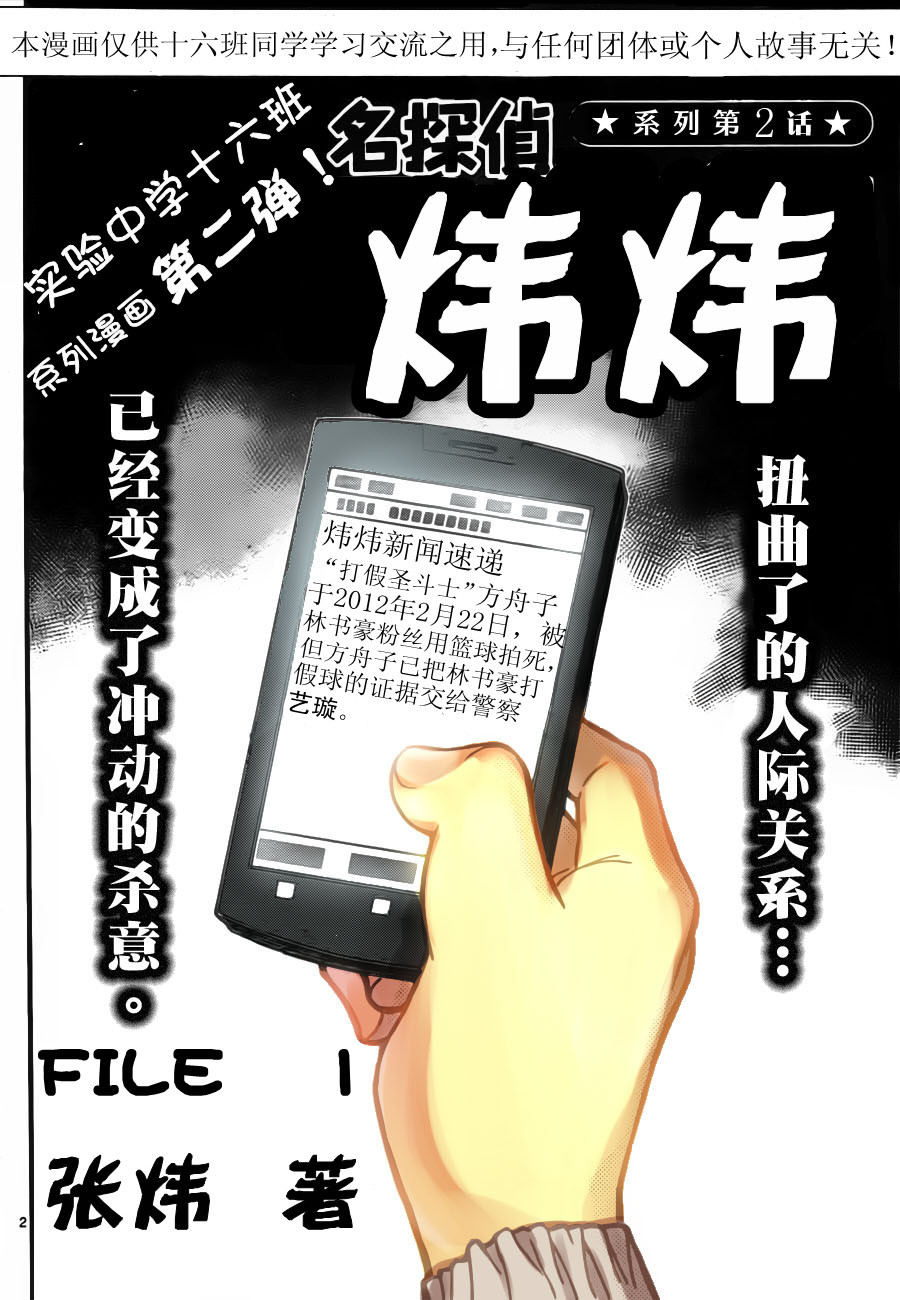 本漫画仅供十六班同学学习交流之用,与任何团体或个人故事无关!
实验中学十六班
系列漫画第二弹!
名探偵
★系列第2话★
炜炜
扭曲了的人际关系…
已经变成了冲动的杀意。
炜炜新闻速递
“打假圣斗士”方舟子
于2012年2月22日，被
林书豪粉丝用篮球拍死，
但方舟子已把林书豪打
假球的证据交给警察
艺璇。
FILE 1
张炜 著
2